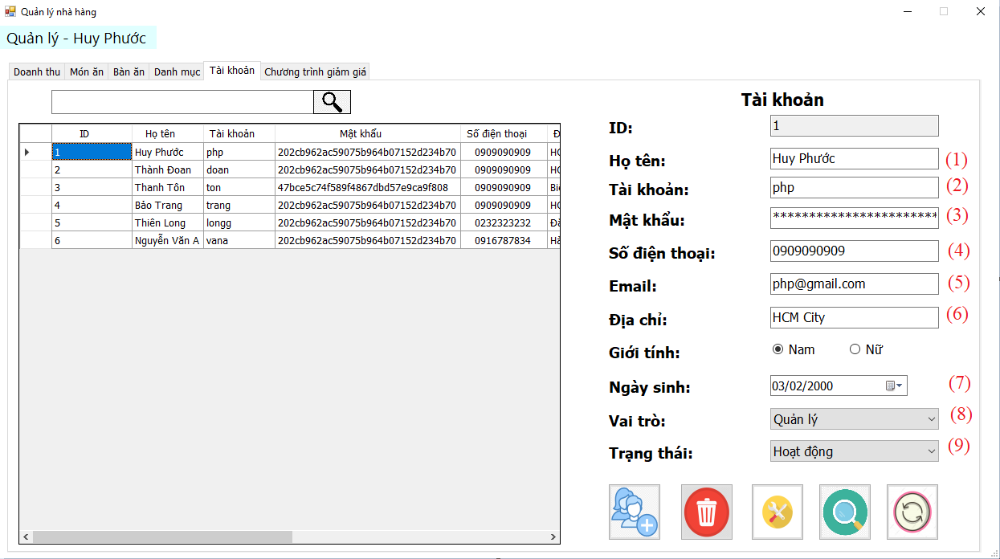 Quản lý nhà hàng
Quản lý - Huy Phước
Doanh thu Món ăn Bàn ăn Danh mục Tài khoản Chương trình giảm giá
ID Họ tên Tài khoản Mật khẩu Số điện thoại Đ
1 Huy Phước php 202cb962ac59075b964b07152d234b70 0909090909 HC
2 Thành Đoan doan 202cb962ac59075b964b07152d234b70 0909090909 HC
3 Thanh Tôn ton 47bce5c74f589f4867dbd57e9ca9f808 0909090909 Biê
4 Bảo Trang trang 202cb962ac59075b964b07152d234b70 0909090909 HC
5 Thiên Long longg 202cb962ac59075b964b07152d234b70 0232323232 Đà
6 Nguyễn Văn A vana 202cb962ac59075b964b07152d234b70 0916787834 Hà
Tài khoản
ID: 1
Họ tên: Huy Phước (1)
Tài khoản: php (2)
Mật khẩu: *********************** (3)
Số điện thoại: 0909090909 (4)
Email: php@gmail.com (5)
Địa chỉ: HCM City (6)
Giới tính: Nam Nữ
Ngày sinh: 03/02/2000 (7)
Vai trò: Quản lý (8)
Trạng thái: Hoạt động (9)